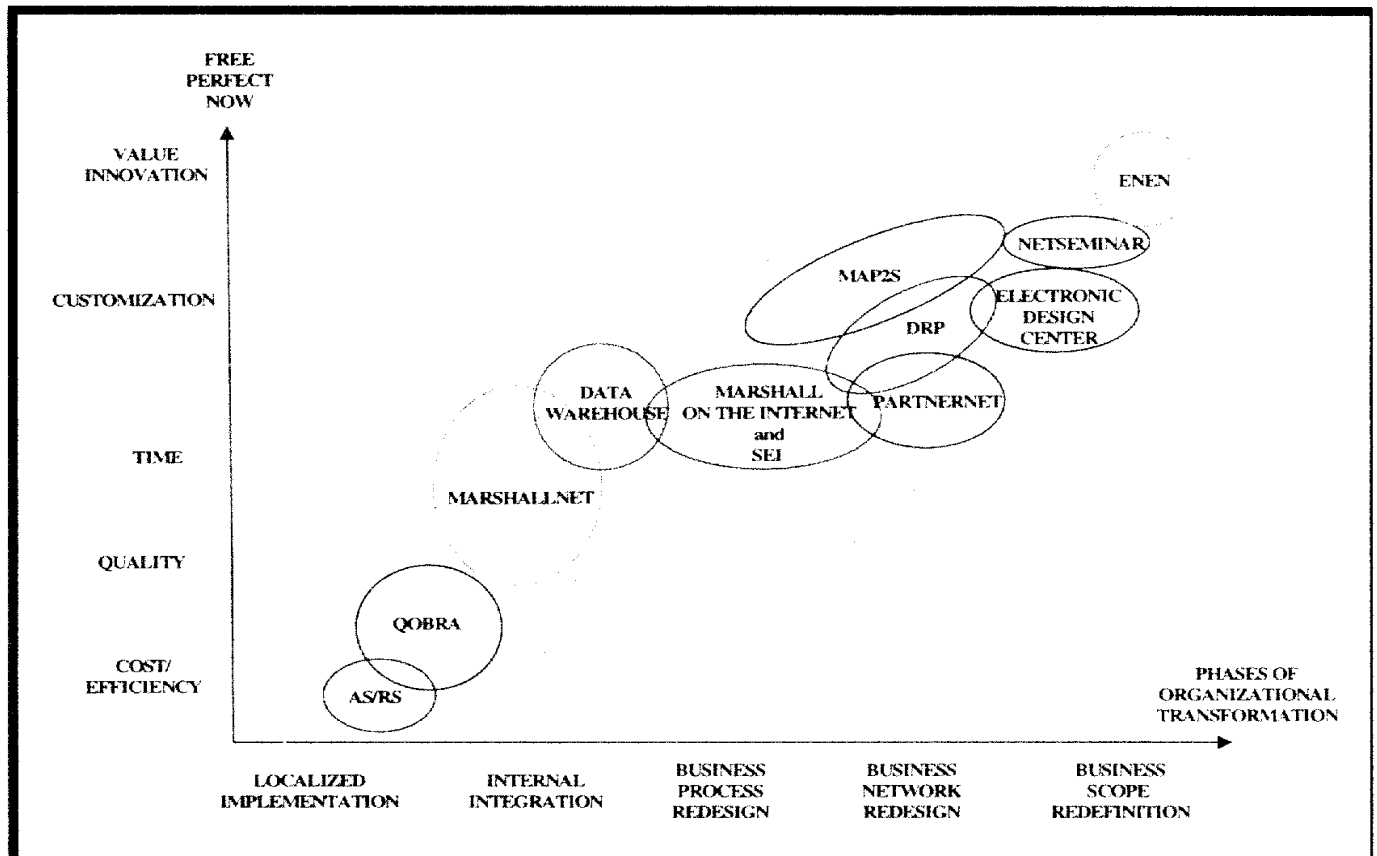 FREE
PERFECT
NOW
VALUE
INNOVATION
ENEN
NETSEMINAR
MAP2S
CUSTOMIZATION
ELECTRONIC
DESIGN
CENTER
DRP
DATA
WAREHOUSE
MARSHALL
ON THE INTERNET
and
SEI
PARTNERNET
TIME
MARSHALLNET
QUALITY
QOBRA
COST/
EFFICIENCY
AS/RS
PHASES OF
ORGANIZATIONAL
TRANSFORMATION
LOCALIZED
IMPLEMENTATION
INTERNAL
INTEGRATION
BUSINESS
PROCESS
REDESIGN
BUSINESS
NETWORK
REDESIGN
BUSINESS
SCOPE
REDEFINITION